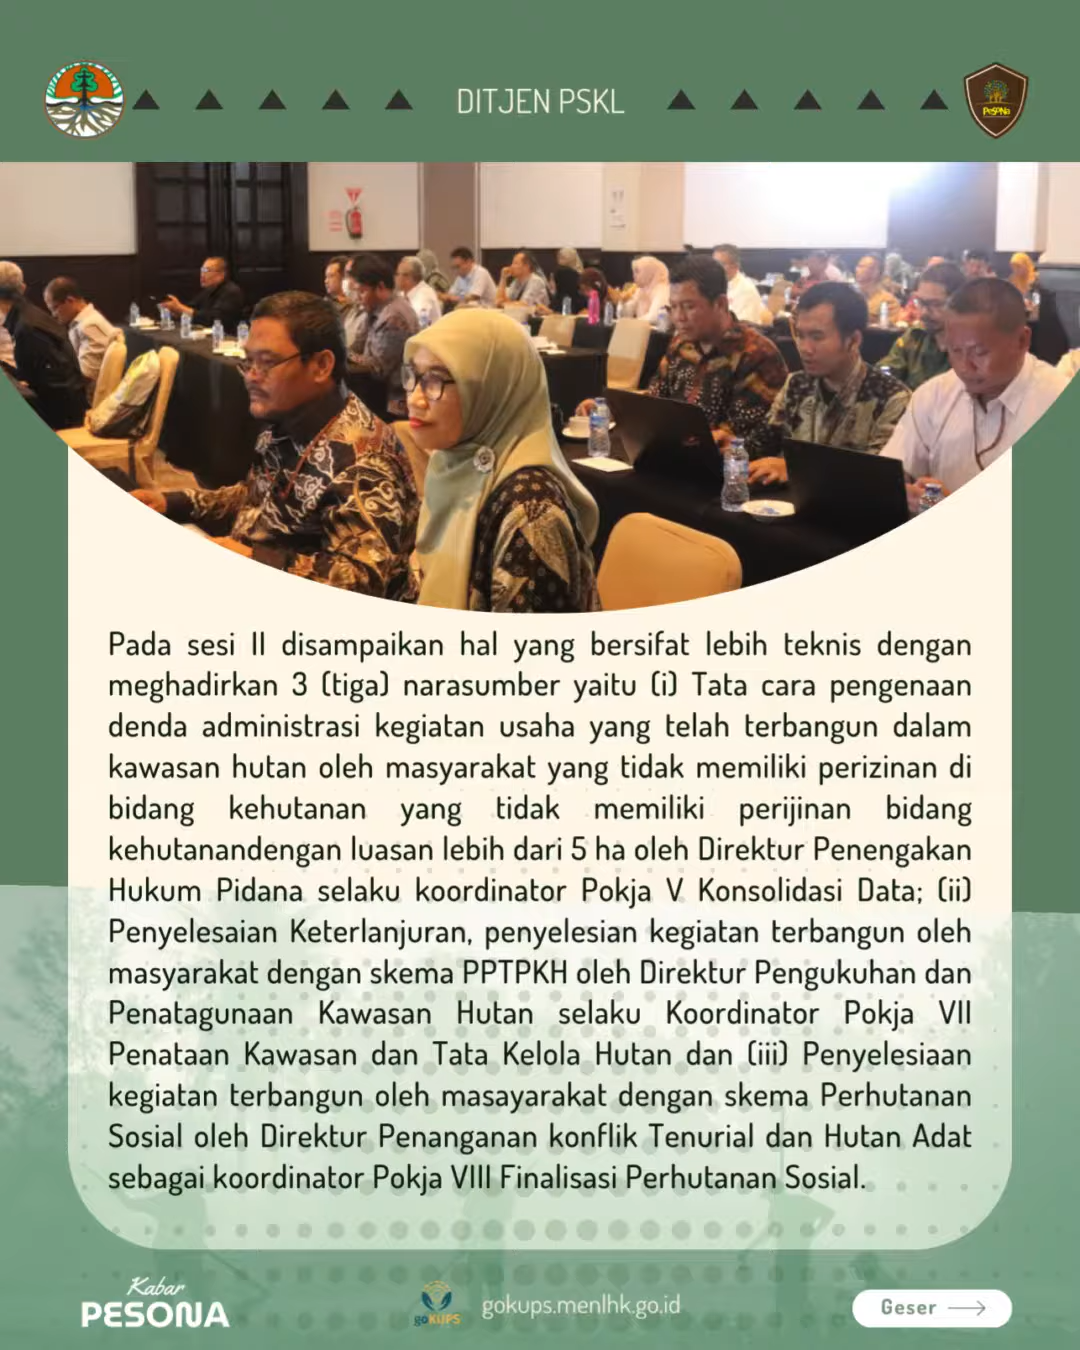 DITJEN PSKL
PeSONa
Pada sesi II disampaikan hal yang bersifat lebih teknis dengan
meghadirkan 3 (tiga) narasumber yaitu (i) Tata cara pengenaan
denda administrasi kegiatan usaha yang telah terbangun dalam
kawasan hutan oleh masyarakat yang tidak memiliki perizinan di
bidang kehutanan yang tidak memiliki perijinan bidang
kehutanandengan luasan lebih dari 5 ha oleh Direktur Penengakan
Hukum Pidana selaku koordinator Pokja V Konsolidasi Data; (ii)
Penyelesaian Keterlanjuran, penyelesian kegiatan terbangun oleh
masyarakat dengan skema PPTPKH oleh Direktur Pengukuhan dan
Penatagunaan Kawasan Hutan selaku Koordinator Pokja VII
Penataan Kawasan dan Tata Kelola Hutan dan (iii) Penyelesiaan
kegiatan terbangun oleh masayarakat dengan skema Perhutanan
Sosial oleh Direktur Penanganan konflik Tenurial dan Hutan Adat
sebagai koordinator Pokja VIII Finalisasi Perhutanan Sosial.
Kabar
PESONA
goKUPS
gokups.menlhk.go.id
Geser